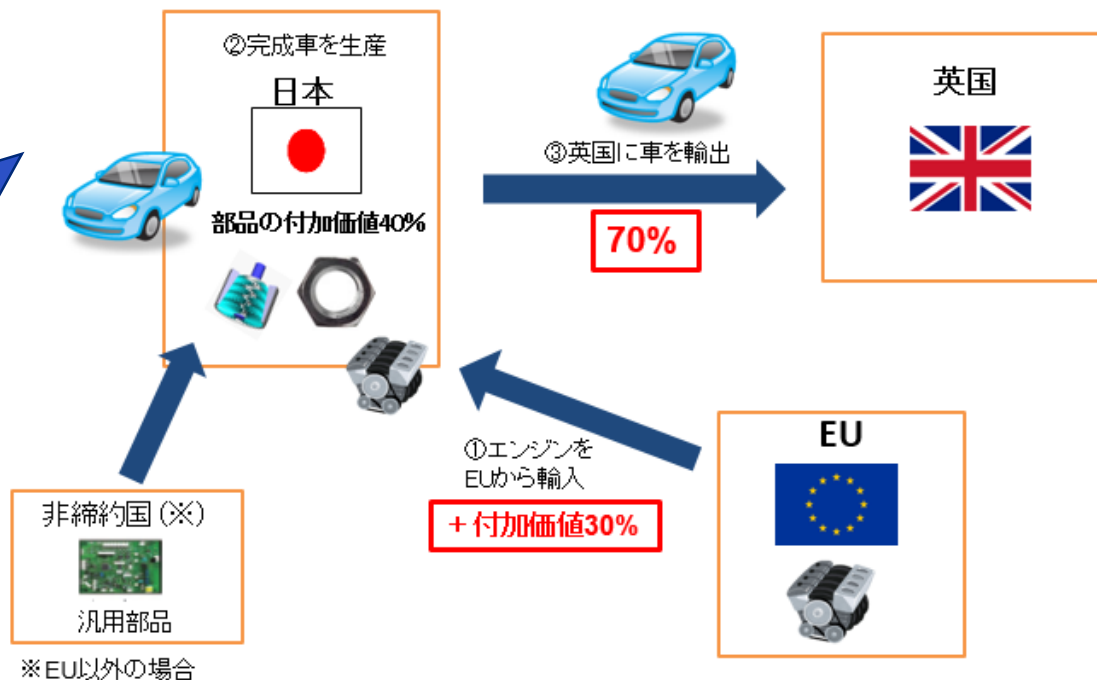 ②完成車を生産
日本
部品の付加価値40%
③英国に車を輸出
70%
英国
①エンジンを
EUから輸入
＋付加価値30%
EU
非締約国(※)
汎用部品
※EU以外の場合